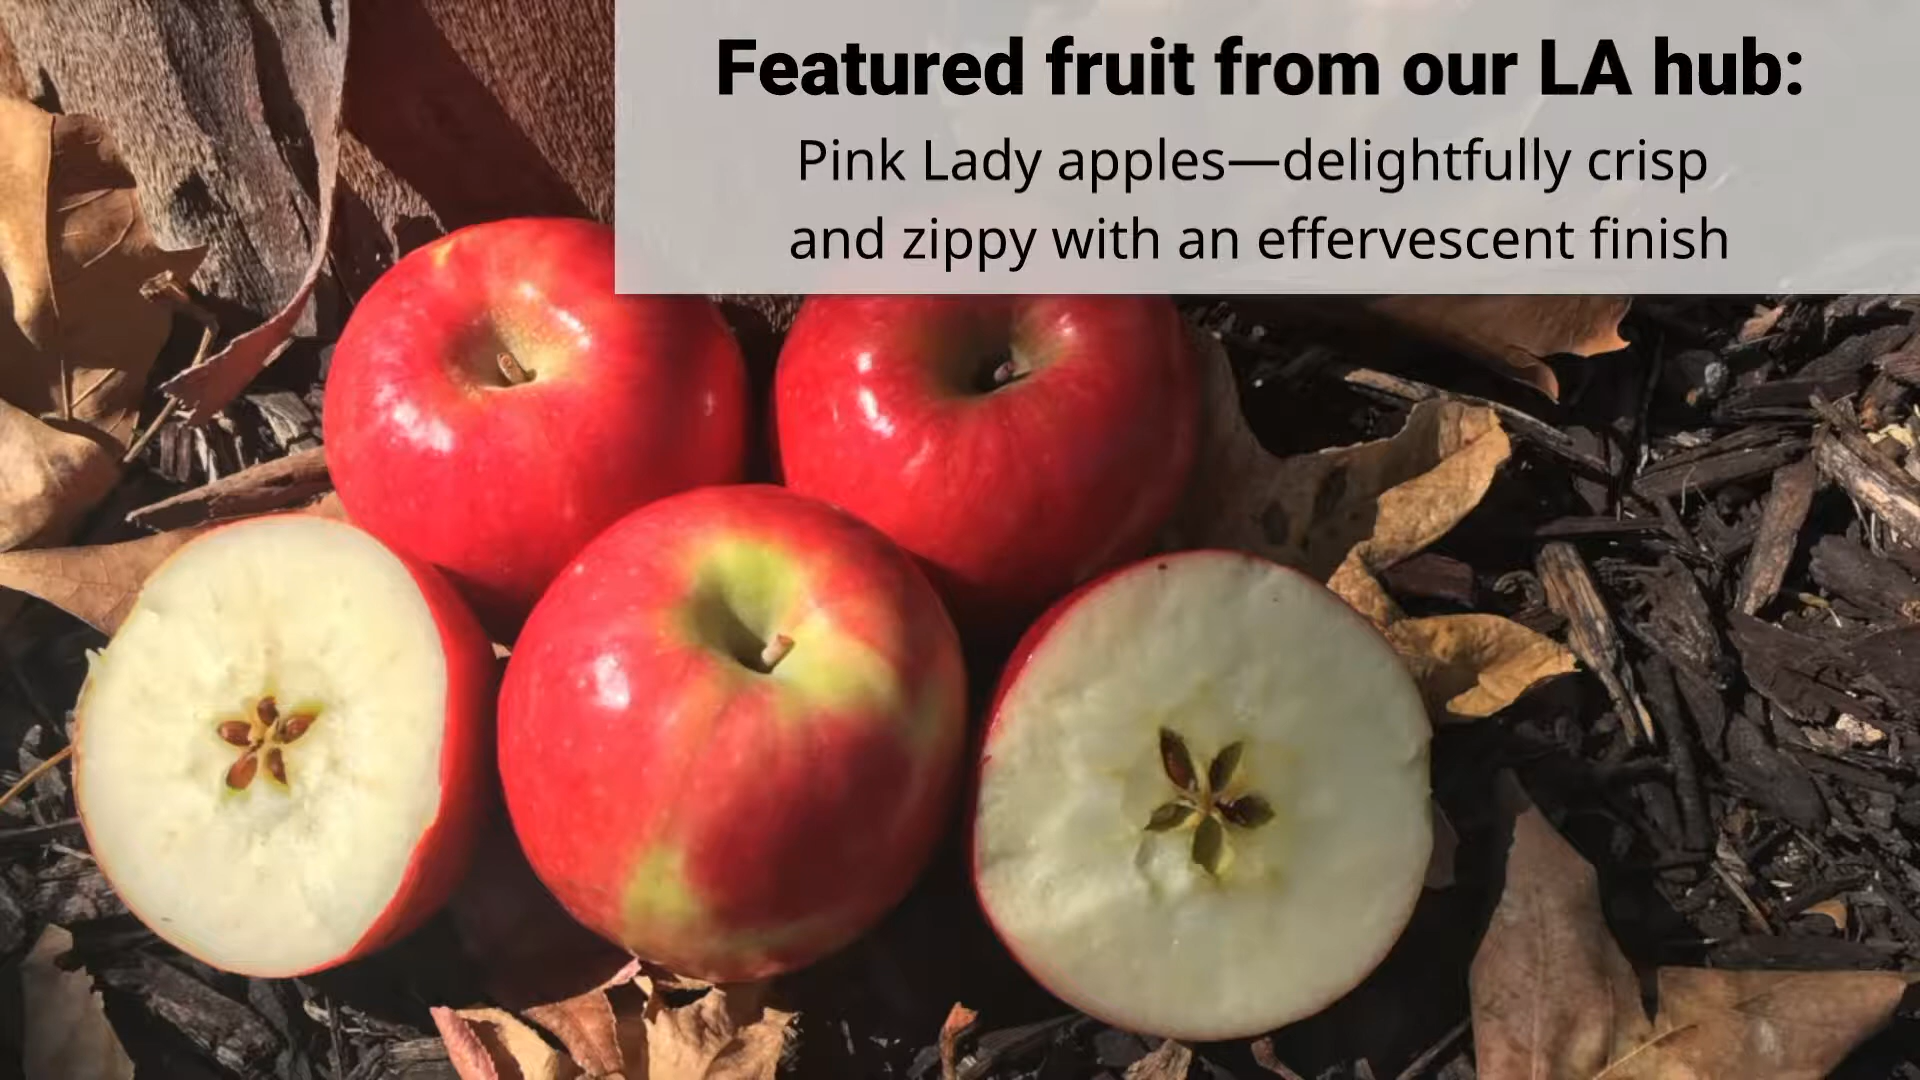 Featured fruit from our LA hub:
Pink Lady apples—delightfully crisp
and zippy with an effervescent finish